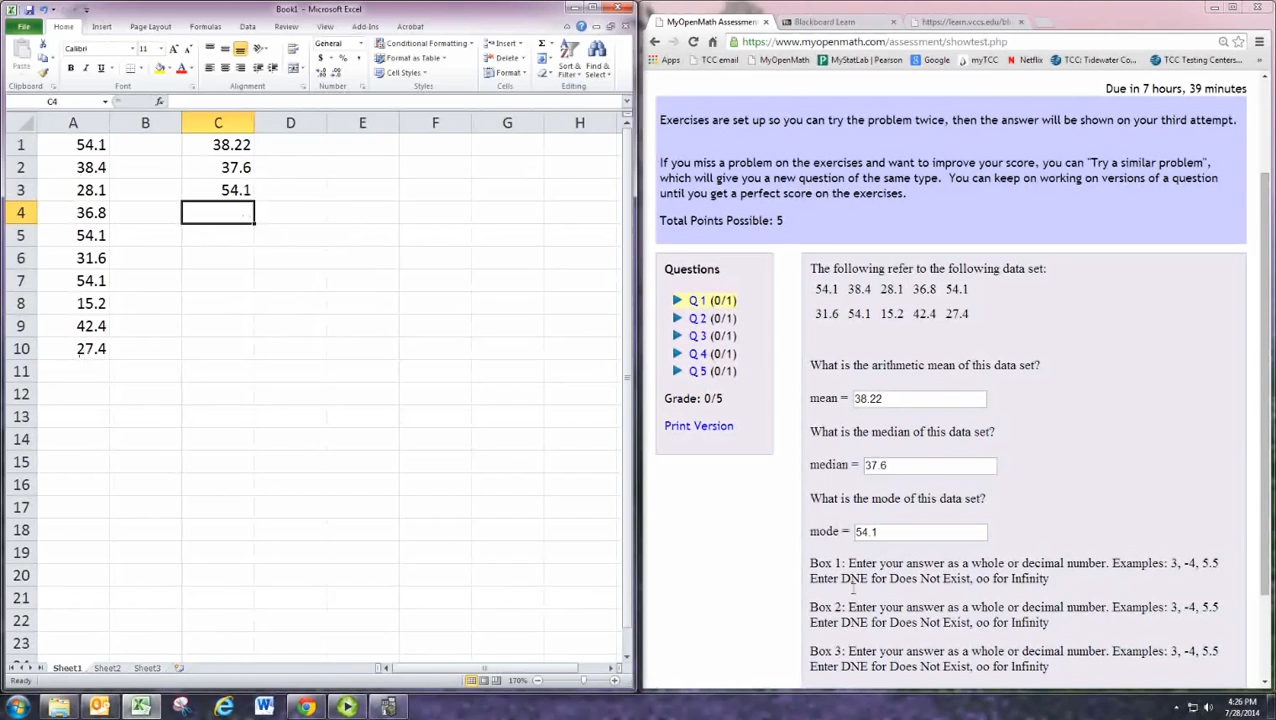 Book1 - Microsoft Excel
File Home Insert Page Layout Formulas Data Review View Add-Ins Acrobat
Calibri 11 General Conditional Formatting Insert
Paste Format as Table Delete
Cell Styles Format Sort & Filter Find & Select
Clipboard Font Alignment Number Styles Cells Editing
C4 fx
A B C D E F G H
1 54.1 38.22
2 38.4 37.6
3 28.1 54.1
4 36.8
5 54.1
6 31.6
7 54.1
8 15.2
9 42.4
10 27.4
11
12
13
14
15
16
17
18
19
20
21
22
23
24
Sheet1 Sheet2 Sheet3
Ready 170%
MyOpenMath Assessment Blackboard Learn https://learn.vccs.edu/bb
https://www.myopenmath.com/assessment/showtest.php
Apps TCC email MyOpenMath MyStatLab | Pearson Google myTCC Netflix TCC: Tidewater Co... TCC Testing Centers...
Due in 7 hours, 39 minutes
Exercises are set up so you can try the problem twice, then the answer will be shown on your third attempt.
If you miss a problem on the exercises and want to improve your score, you can "Try a similar problem",
which will give you a new question of the same type. You can keep on working on versions of a question
until you get a perfect score on the exercises.
Total Points Possible: 5
Questions
Q 1 (0/1)
Q 2 (0/1)
Q 3 (0/1)
Q 4 (0/1)
Q 5 (0/1)
Grade: 0/5
Print Version
The following refer to the following data set:
54.1 38.4 28.1 36.8 54.1
31.6 54.1 15.2 42.4 27.4
What is the arithmetic mean of this data set?
mean = 38.22
What is the median of this data set?
median = 37.6
What is the mode of this data set?
mode = 54.1
Box 1: Enter your answer as a whole or decimal number. Examples: 3, -4, 5.5
Enter DNE for Does Not Exist, oo for Infinity
Box 2: Enter your answer as a whole or decimal number. Examples: 3, -4, 5.5
Enter DNE for Does Not Exist, oo for Infinity
Box 3: Enter your answer as a whole or decimal number. Examples: 3, -4, 5.5
Enter DNE for Does Not Exist, oo for Infinity
4:26 PM
7/28/2014